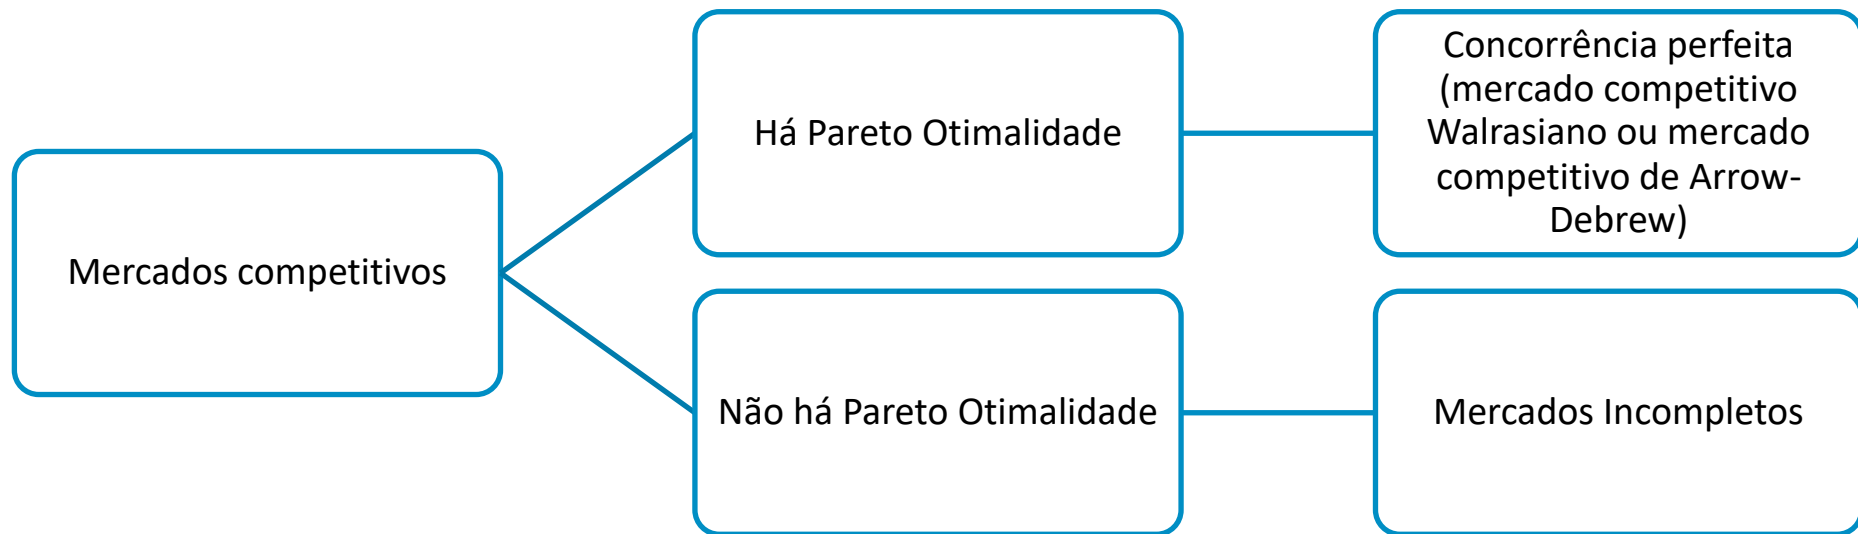 Mercados competitivos
Há Pareto Otimalidade
Concorrência perfeita
(mercado competitivo
Walrasiano ou mercado
competitivo de Arrow-
Debrew)
Não há Pareto Otimalidade
Mercados Incompletos